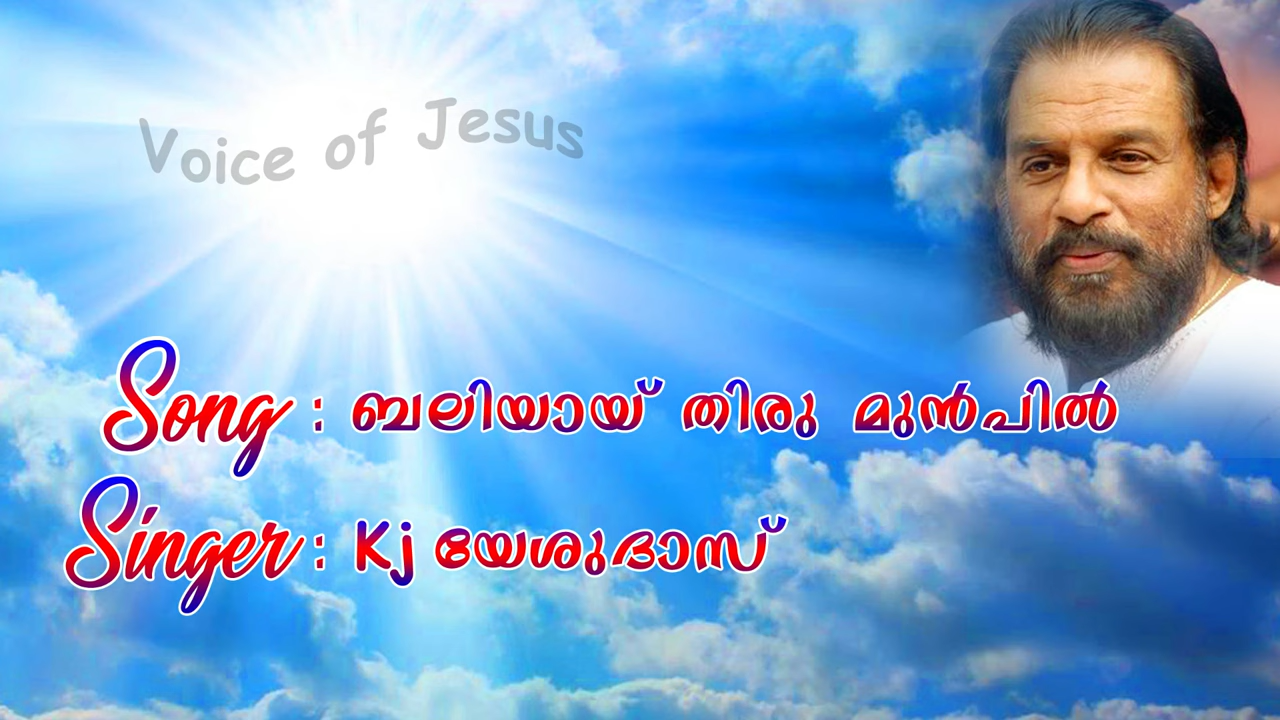 Voice of Jesus
Song : ബലിയായ് തിരു മുൻപിൽ
Singer : Kj യേശുദാസ്